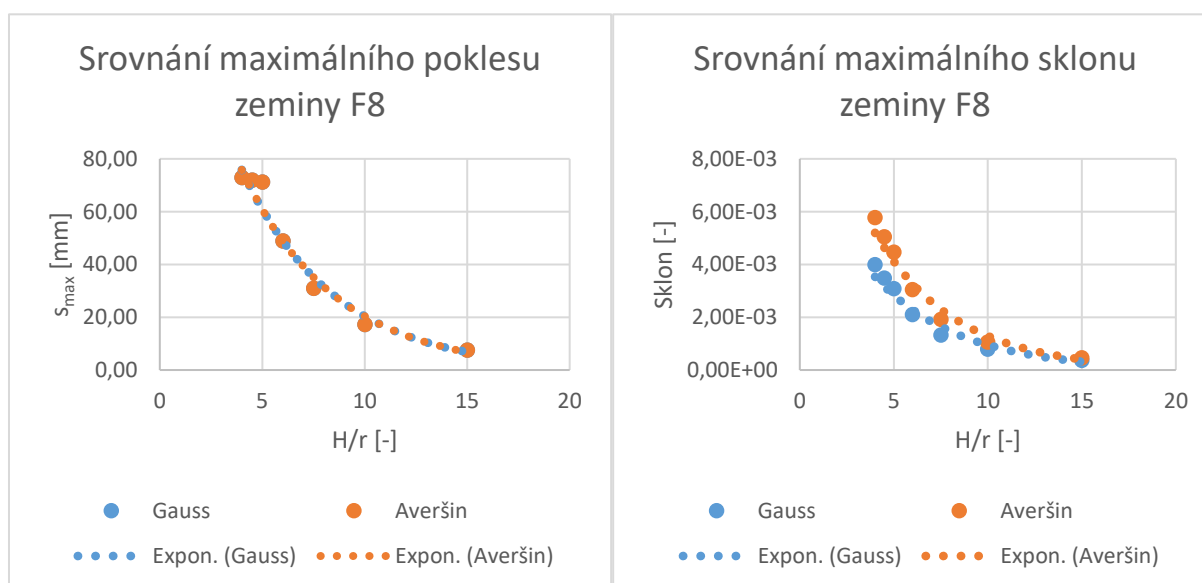 Srovnání maximálního poklesu
zeminy F8
80,00
60,00
40,00
20,00
0,00
s_max [mm]
0 5 10 15 20
H/r [-]
Gauss Averšin
Expon. (Gauss) Expon. (Averšin)
Srovnání maximálního sklonu
zeminy F8
8,00E-03
6,00E-03
4,00E-03
2,00E-03
0,00E+00
Sklon [-]
0 5 10 15 20
H/r [-]
Gauss Averšin
Expon. (Gauss) Expon. (Averšin)